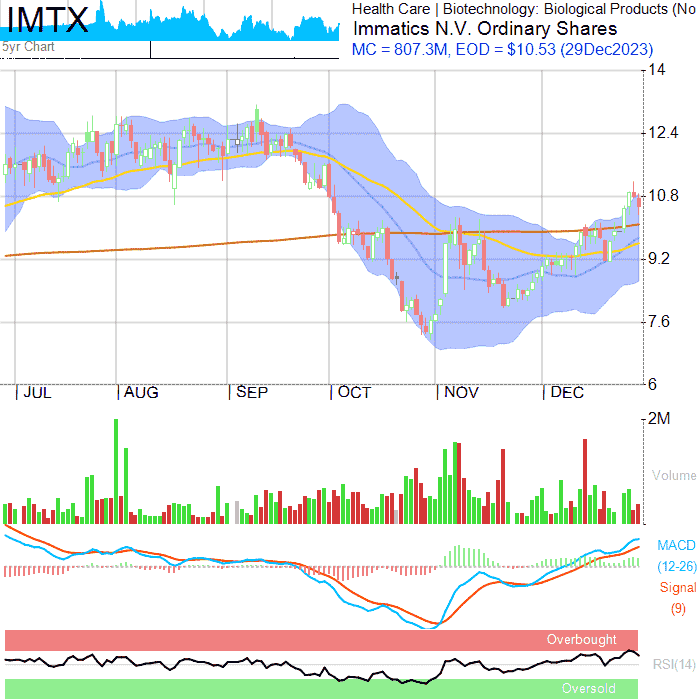 IMTX
5yr Chart
Health Care | Biotechnology: Biological Products (No
Immatics N.V. Ordinary Shares
MC = 807.3M, EOD = $10.53 (29Dec2023)
14
12.4
10.8
9.2
7.6
6
JUL AUG SEP OCT NOV DEC
2M
Volume
MACD
(12-26)
Signal
(9)
Overbought
RSI(14)
Oversold